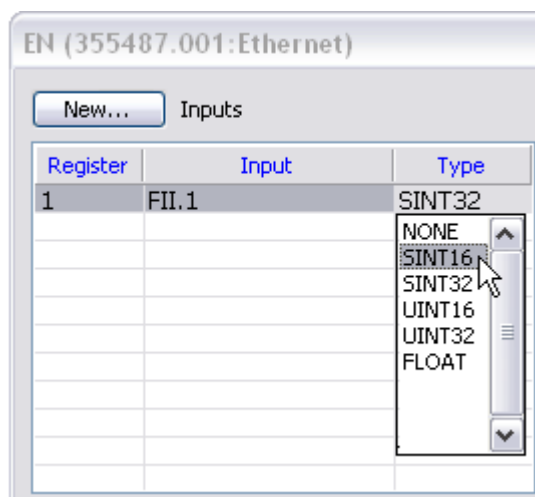 EN (355487.001:Ethernet)
New... Inputs
Register Input Type
1 FII.1 SINT32
NONE
SINT16
SINT32
UINT16
UINT32
FLOAT